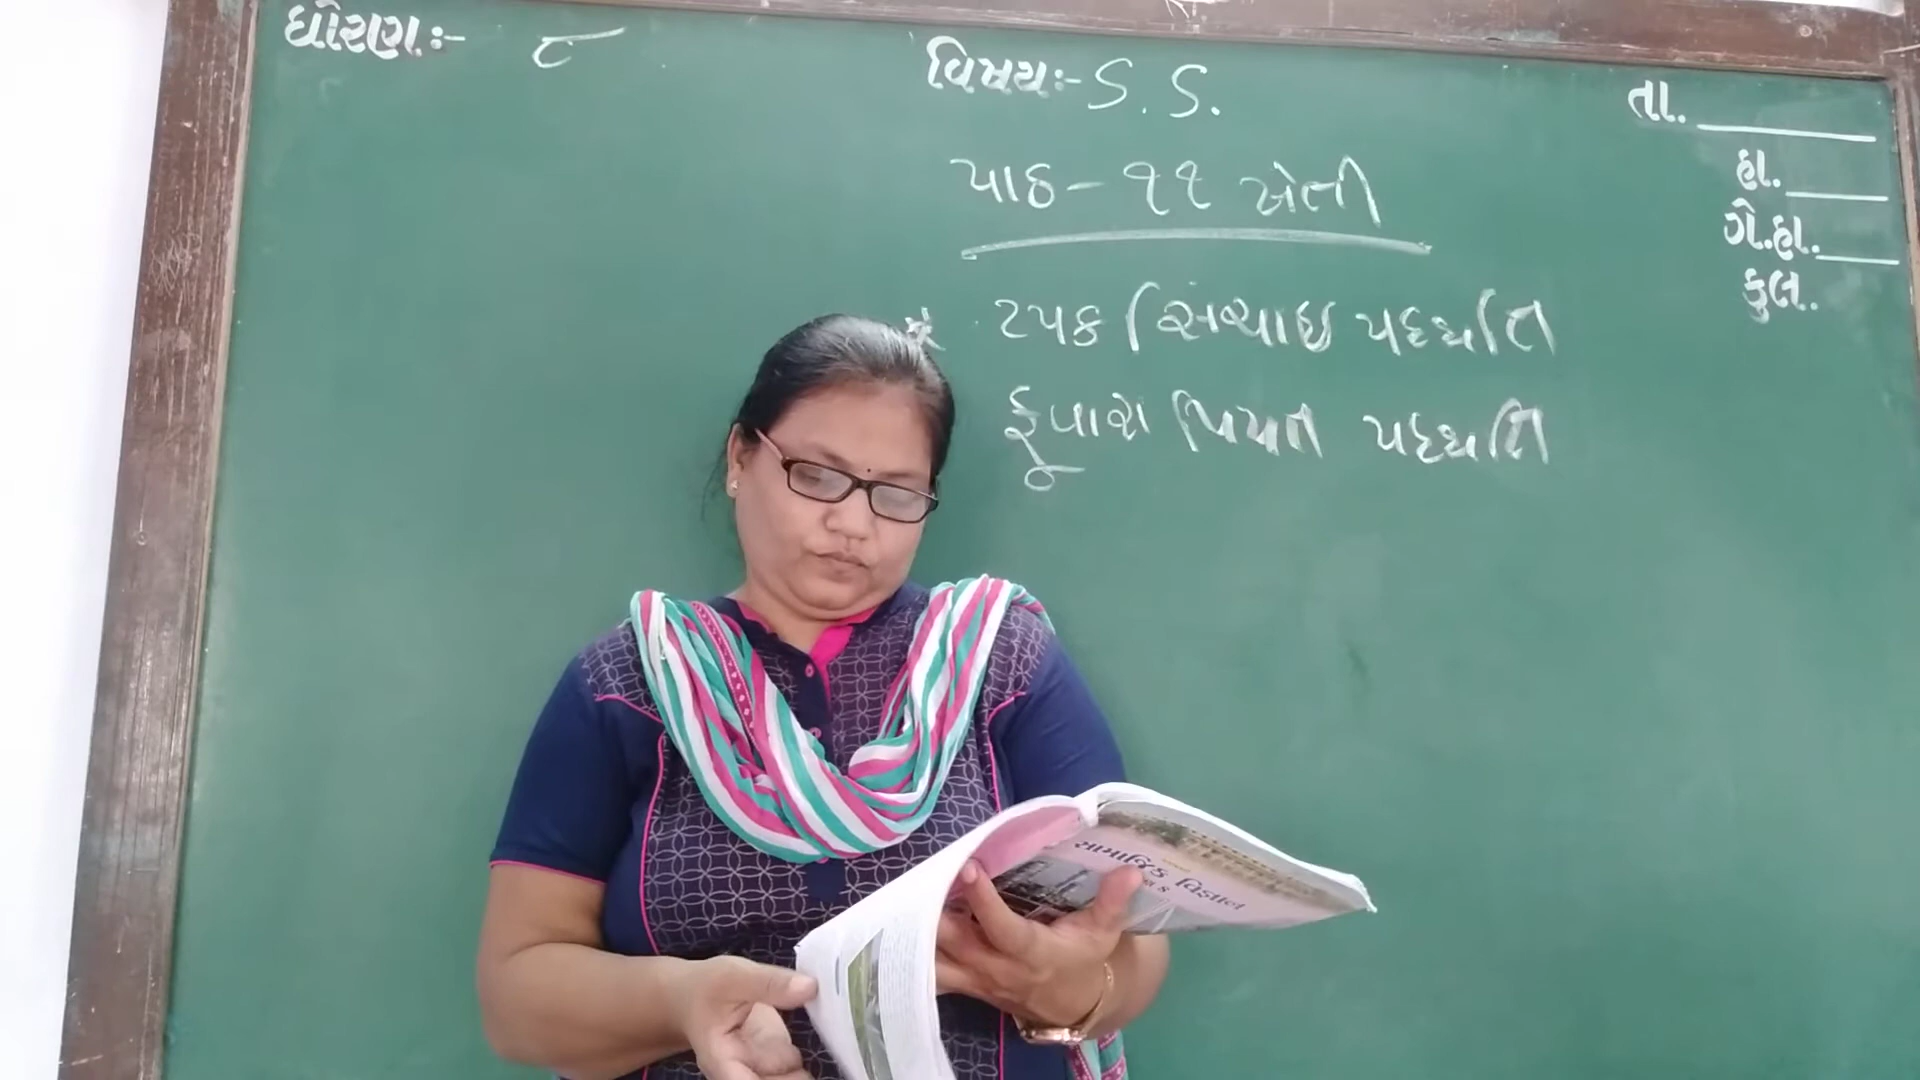 ધોરણ:- ૮
વિષય:- S. S.
તા.
હા.
ગે.હા.
કુલ.
પાઠ - ૧૧ ખેતી
* ટપક સિંચાઇ પદ્ધતિ
ફૂવારા પિયત પદ્ધતિ
સામાજિક વિજ્ઞાન